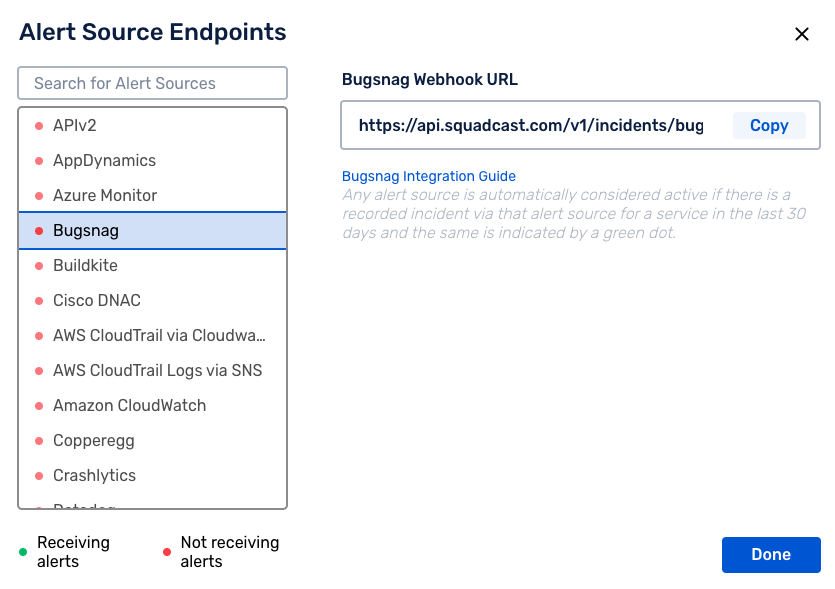 Alert Source Endpoints
Search for Alert Sources
APIv2
AppDynamics
Azure Monitor
Bugsnag
Buildkite
Cisco DNAC
AWS CloudTrail via Cloudwa...
AWS CloudTrail Logs via SNS
Amazon CloudWatch
Copperegg
Crashlytics
Receiving
alerts
Not receiving
alerts
Bugsnag Webhook URL
https://api.squadcast.com/v1/incidents/bug
Copy
Bugsnag Integration Guide
Any alert source is automatically considered active if there is a
recorded incident via that alert source for a service in the last 30
days and the same is indicated by a green dot.
Done